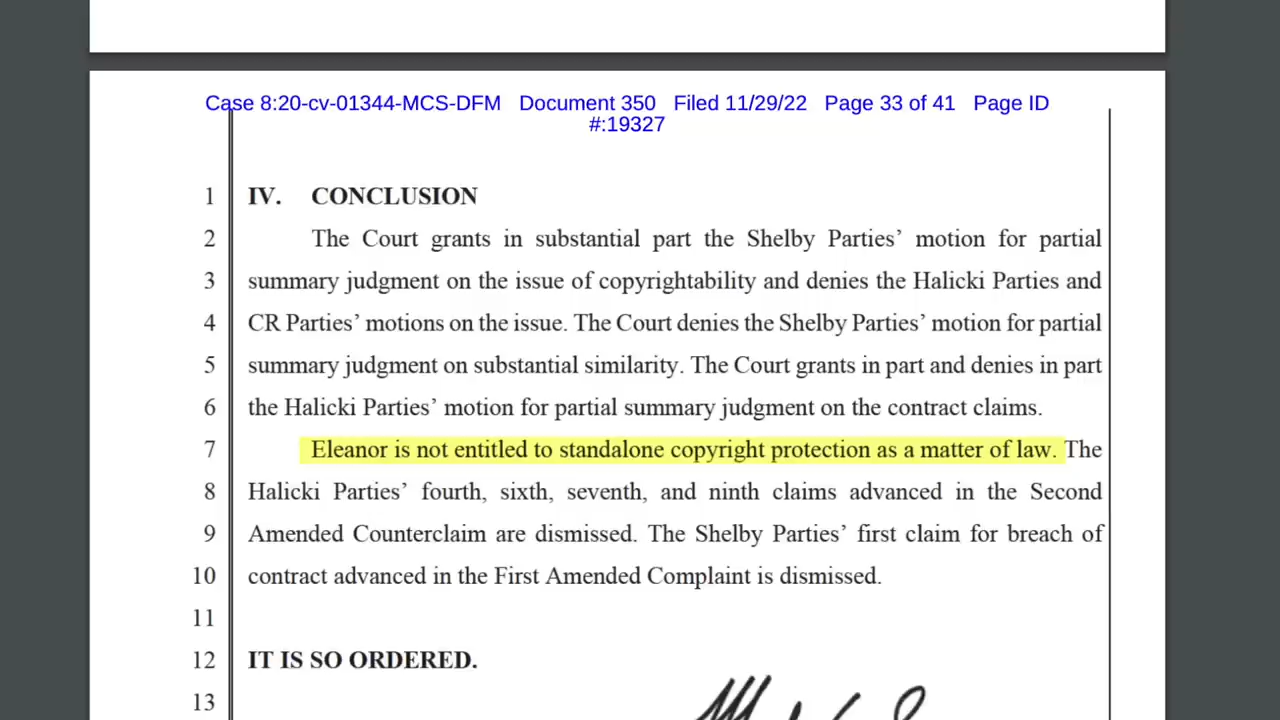 Case 8:20-cv-01344-MCS-DFM Document 350 Filed 11/29/22 Page 33 of 41 Page ID
#:19327
1 IV. CONCLUSION
2 The Court grants in substantial part the Shelby Parties’ motion for partial
3 summary judgment on the issue of copyrightability and denies the Halicki Parties and
4 CR Parties’ motions on the issue. The Court denies the Shelby Parties’ motion for partial
5 summary judgment on substantial similarity. The Court grants in part and denies in part
6 the Halicki Parties’ motion for partial summary judgment on the contract claims.
7 Eleanor is not entitled to standalone copyright protection as a matter of law. The
8 Halicki Parties’ fourth, sixth, seventh, and ninth claims advanced in the Second
9 Amended Counterclaim are dismissed. The Shelby Parties’ first claim for breach of
10 contract advanced in the First Amended Complaint is dismissed.
11
12 IT IS SO ORDERED.
13